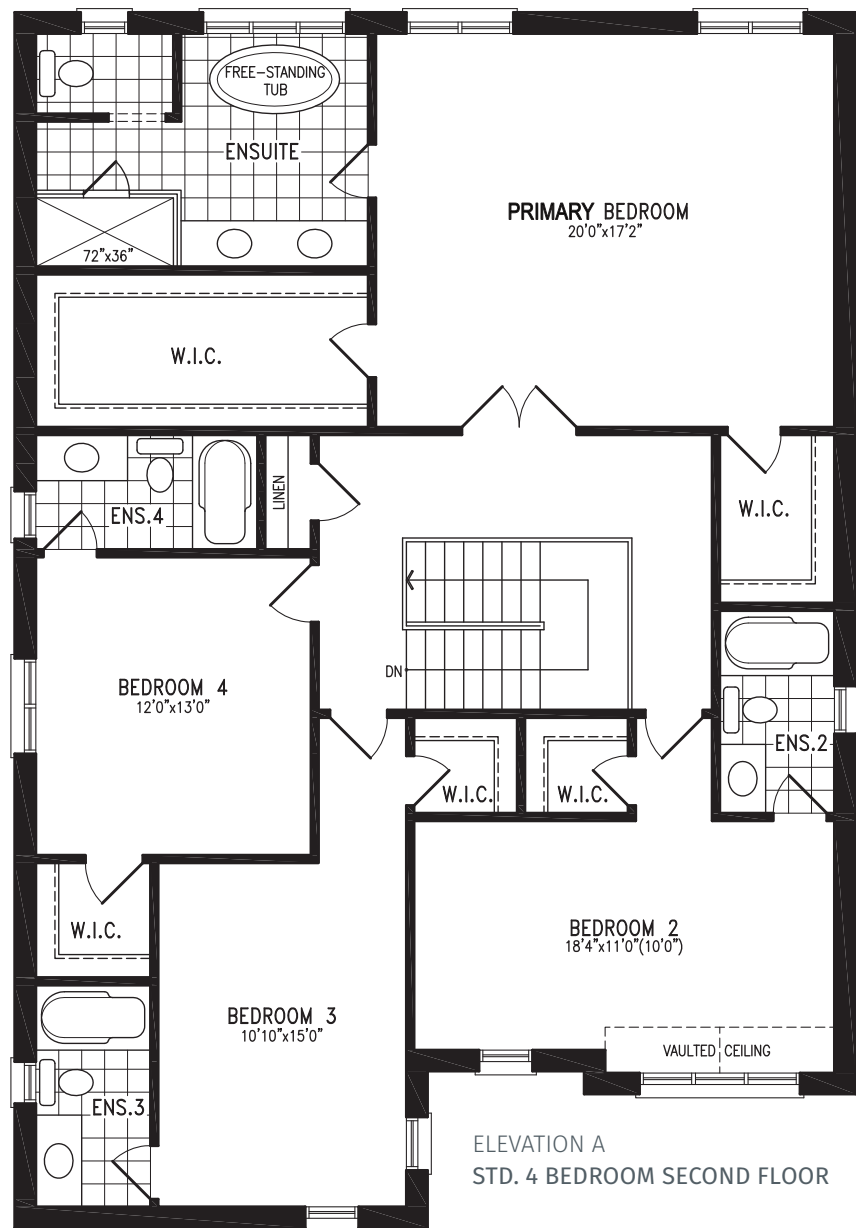 FREE-STANDING
TUB
ENSUITE
PRIMARY BEDROOM
20'0"x17'2"
72"x36"
W.I.C.
LINEN
ENS.4
W.I.C.
DN
BEDROOM 4
12'0"x13'0"
ENS.2
W.I.C.
W.I.C.
W.I.C.
BEDROOM 2
18'4"x11'0"(10'0")
BEDROOM 3
10'10"x15'0"
VAULTED CEILING
ENS.3
ELEVATION A
STD. 4 BEDROOM SECOND FLOOR